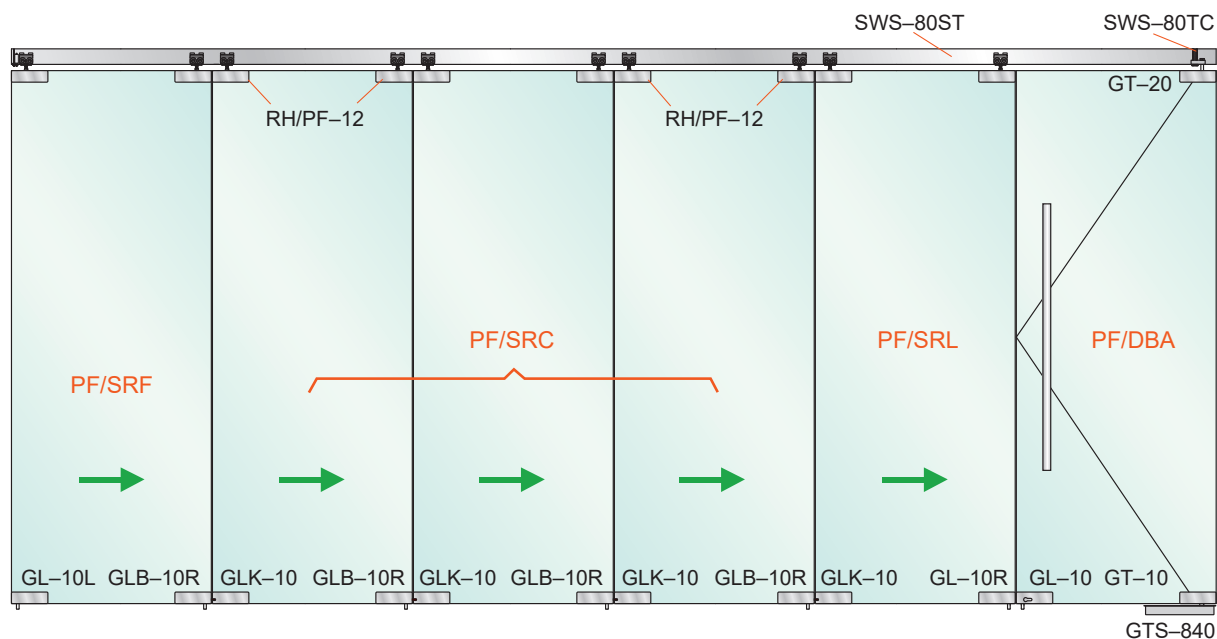 SWS–80ST SWS–80TC
GT–20
RH/PF–12 RH/PF–12
PF/SRC PF/SRL PF/DBA
PF/SRF
GL–10L GLB–10R GLK–10 GLB–10R GLK–10 GLB–10R GLK–10 GLB–10R GLK–10 GL–10R GL–10 GT–10
GTS–840